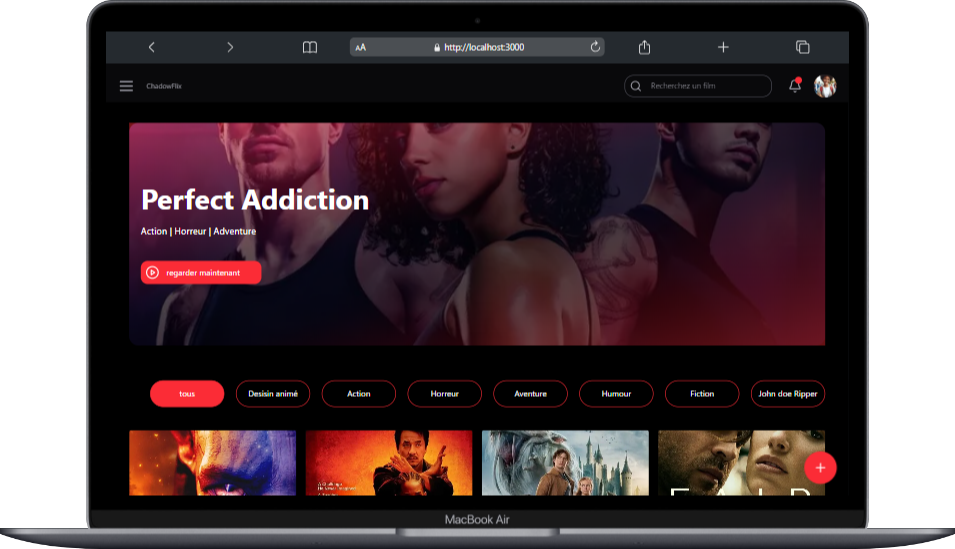 AA
http://localhost:3000
ChadowFlix
Recherchez un film
Perfect Addiction
Action | Horreur | Adventure
regarder maintenant
tous
Desisin animé
Action
Horreur
Aventure
Humour
Fiction
John doe Ripper
+
MacBook Air